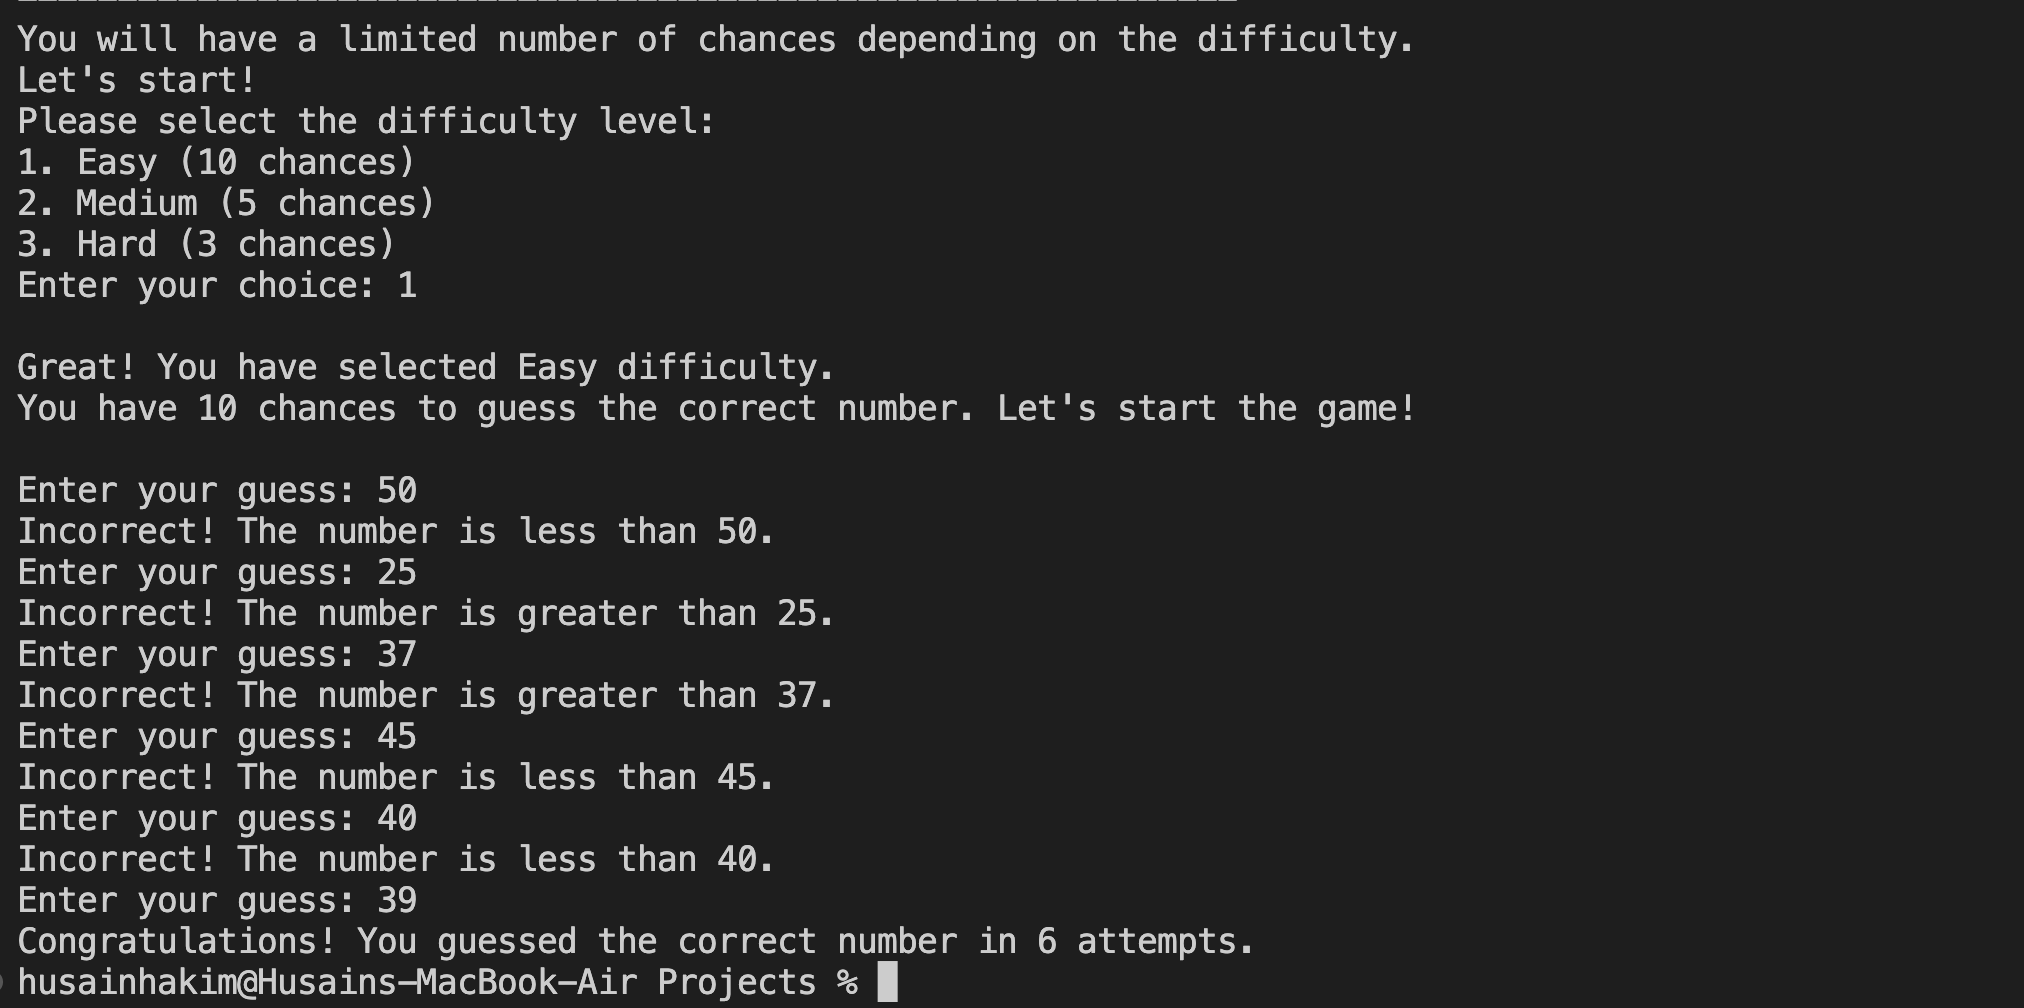 You will have a limited number of chances depending on the difficulty.
Let's start!
Please select the difficulty level:
1. Easy (10 chances)
2. Medium (5 chances)
3. Hard (3 chances)
Enter your choice: 1
Great! You have selected Easy difficulty.
You have 10 chances to guess the correct number. Let's start the game!
Enter your guess: 50
Incorrect! The number is less than 50.
Enter your guess: 25
Incorrect! The number is greater than 25.
Enter your guess: 37
Incorrect! The number is greater than 37.
Enter your guess: 45
Incorrect! The number is less than 45.
Enter your guess: 40
Incorrect! The number is less than 40.
Enter your guess: 39
Congratulations! You guessed the correct number in 6 attempts.
husainhakim@Husains-MacBook-Air Projects %